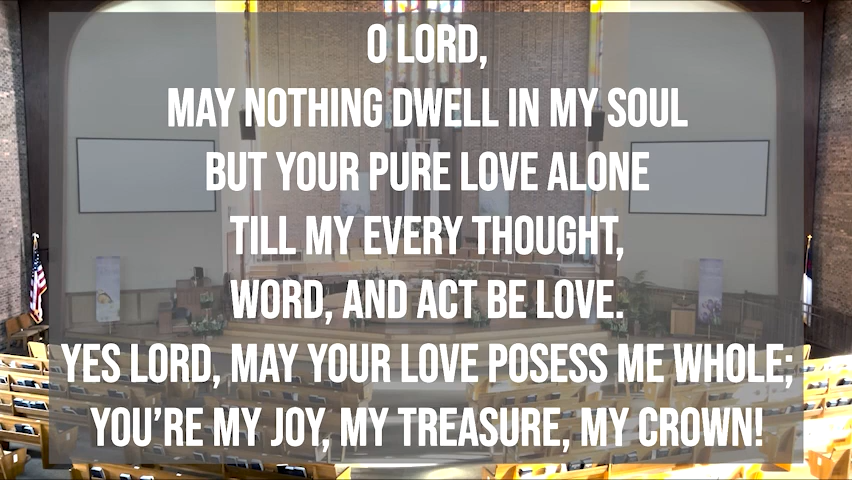 O LORD,
MAY NOTHING DWELL IN MY SOUL
BUT YOUR PURE LOVE ALONE
TILL MY EVERY THOUGHT,
WORD, AND ACT BE LOVE.
YES LORD, MAY YOUR LOVE POSESS ME WHOLE;
YOU'RE MY JOY, MY TREASURE, MY CROWN!